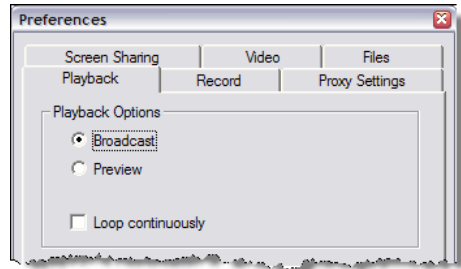 Preferences
Screen Sharing Video Files
Playback Record Proxy Settings
Playback Options
Broadcast
Preview
Loop continuously